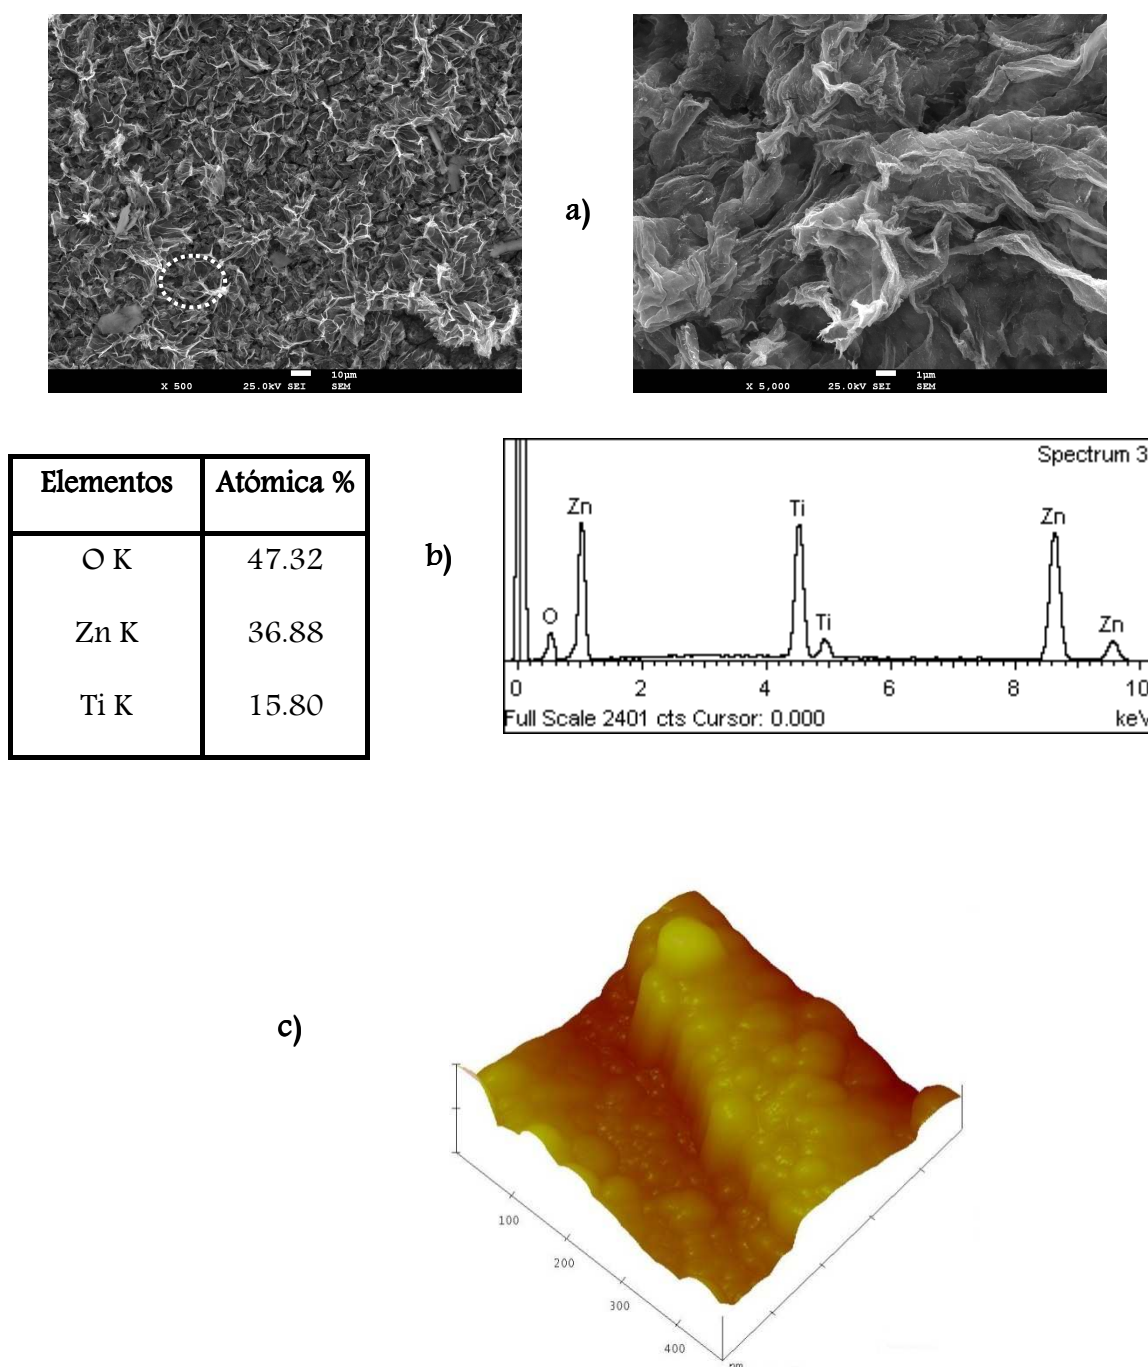 a)
10µm
X 500 25.0kV SEI SEM
1µm
X 5,000 25.0kV SEI SEM
Elementos Atómica %
O K 47.32
Zn K 36.88
Ti K 15.80
b)
Spectrum 3
Zn Ti Zn
O Ti Zn
0 2 4 6 8 10
Full Scale 2401 cts Cursor: 0.000 keV
c)
100
200
300
400
nm